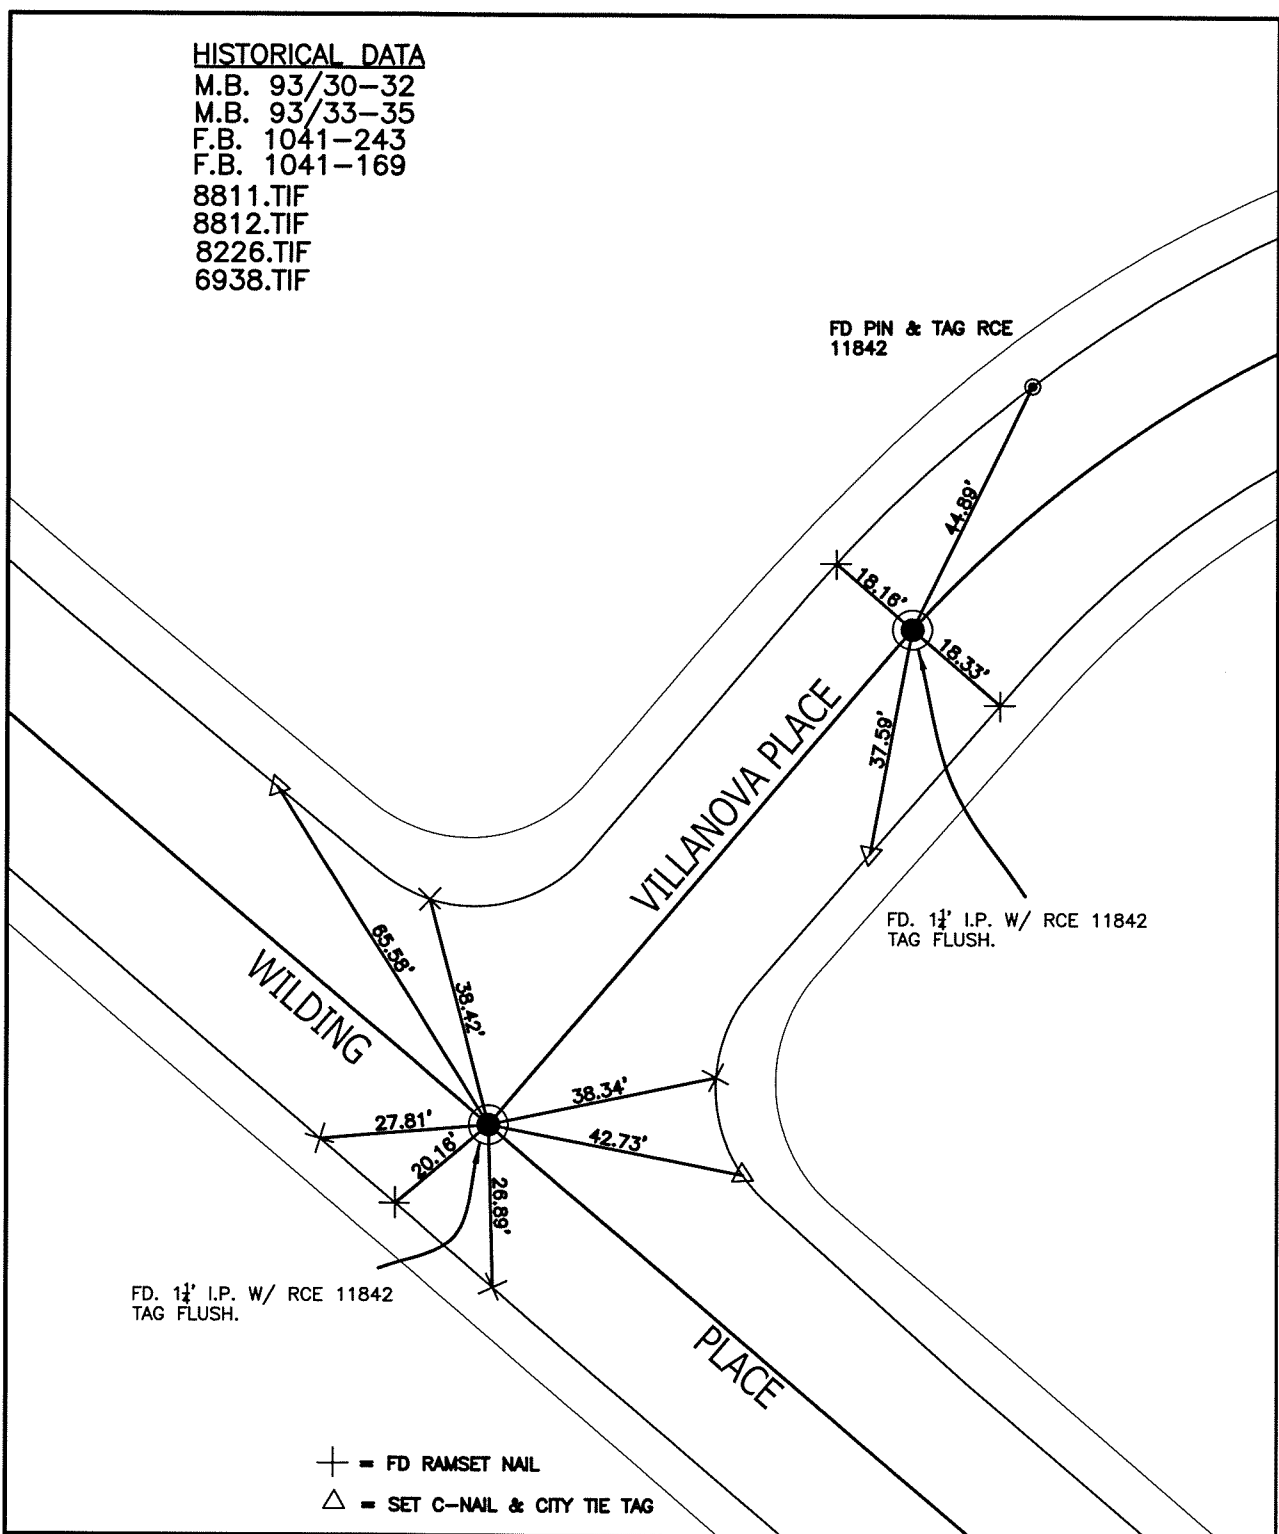 HISTORICAL DATA
M.B. 93/30-32
M.B. 93/33-35
F.B. 1041-243
F.B. 1041-169
8811.TIF
8812.TIF
8226.TIF
6938.TIF
FD PIN & TAG RCE
11842
44.89'
18.16'
18.33'
37.59'
VILLANOVA PLACE
FD. 1¼' I.P. W/ RCE 11842
TAG FLUSH.
65.58'
38.42'
WILDING
38.34'
27.81'
42.73'
20.16'
26.89'
FD. 1¼' I.P. W/ RCE 11842
TAG FLUSH.
PLACE
= FD RAMSET NAIL
= SET C-NAIL & CITY TIE TAG